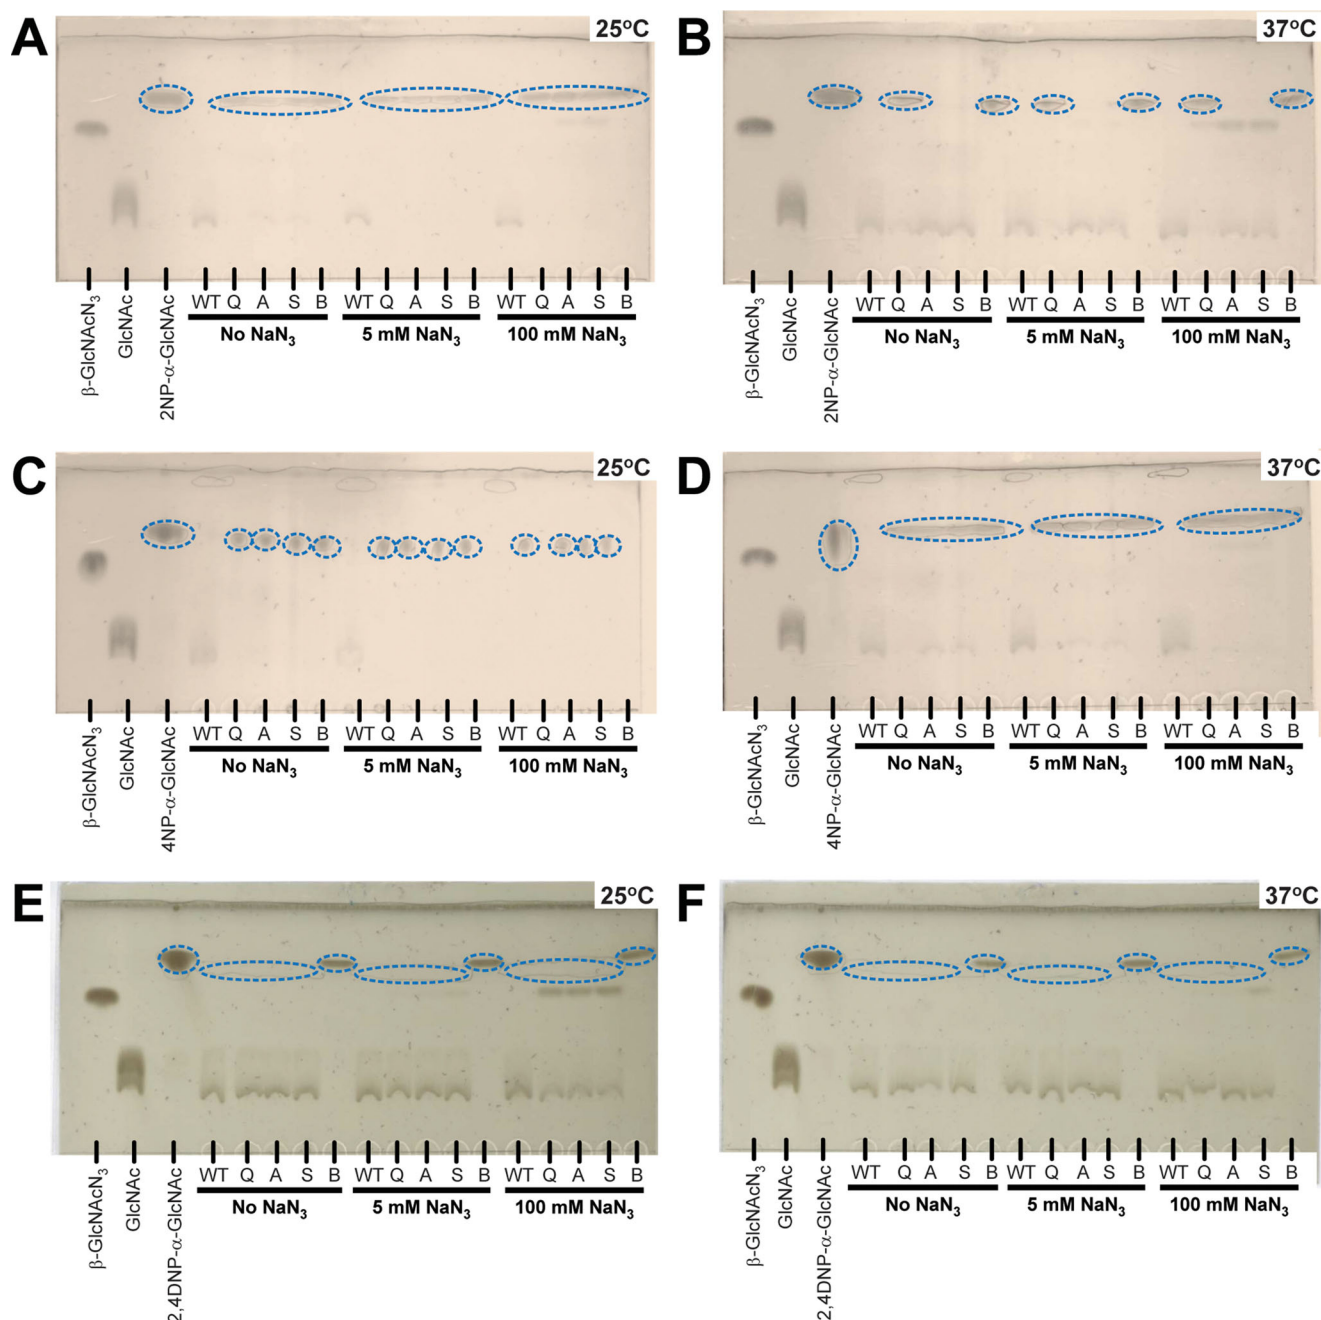 A
25°C
WT Q A S B WT Q A S B WT Q A S B
No NaN₃ 5 mM NaN₃ 100 mM NaN₃
β-GlcNAcN₃
GlcNAc
2NP-α-GlcNAc
B
37°C
WT Q A S B WT Q A S B WT Q A S B
No NaN₃ 5 mM NaN₃ 100 mM NaN₃
β-GlcNAcN₃
GlcNAc
2NP-α-GlcNAc
C
25°C
WT Q A S B WT Q A S B WT Q A S B
No NaN₃ 5 mM NaN₃ 100 mM NaN₃
β-GlcNAcN₃
GlcNAc
4NP-α-GlcNAc
D
37°C
WT Q A S B WT Q A S B WT Q A S B
No NaN₃ 5 mM NaN₃ 100 mM NaN₃
β-GlcNAcN₃
GlcNAc
4NP-α-GlcNAc
E
25°C
WT Q A S B WT Q A S B WT Q A S B
No NaN₃ 5 mM NaN₃ 100 mM NaN₃
β-GlcNAcN₃
GlcNAc
2,4DNP-α-GlcNAc
F
37°C
WT Q A S B WT Q A S B WT Q A S B
No NaN₃ 5 mM NaN₃ 100 mM NaN₃
β-GlcNAcN₃
GlcNAc
2,4DNP-α-GlcNAc